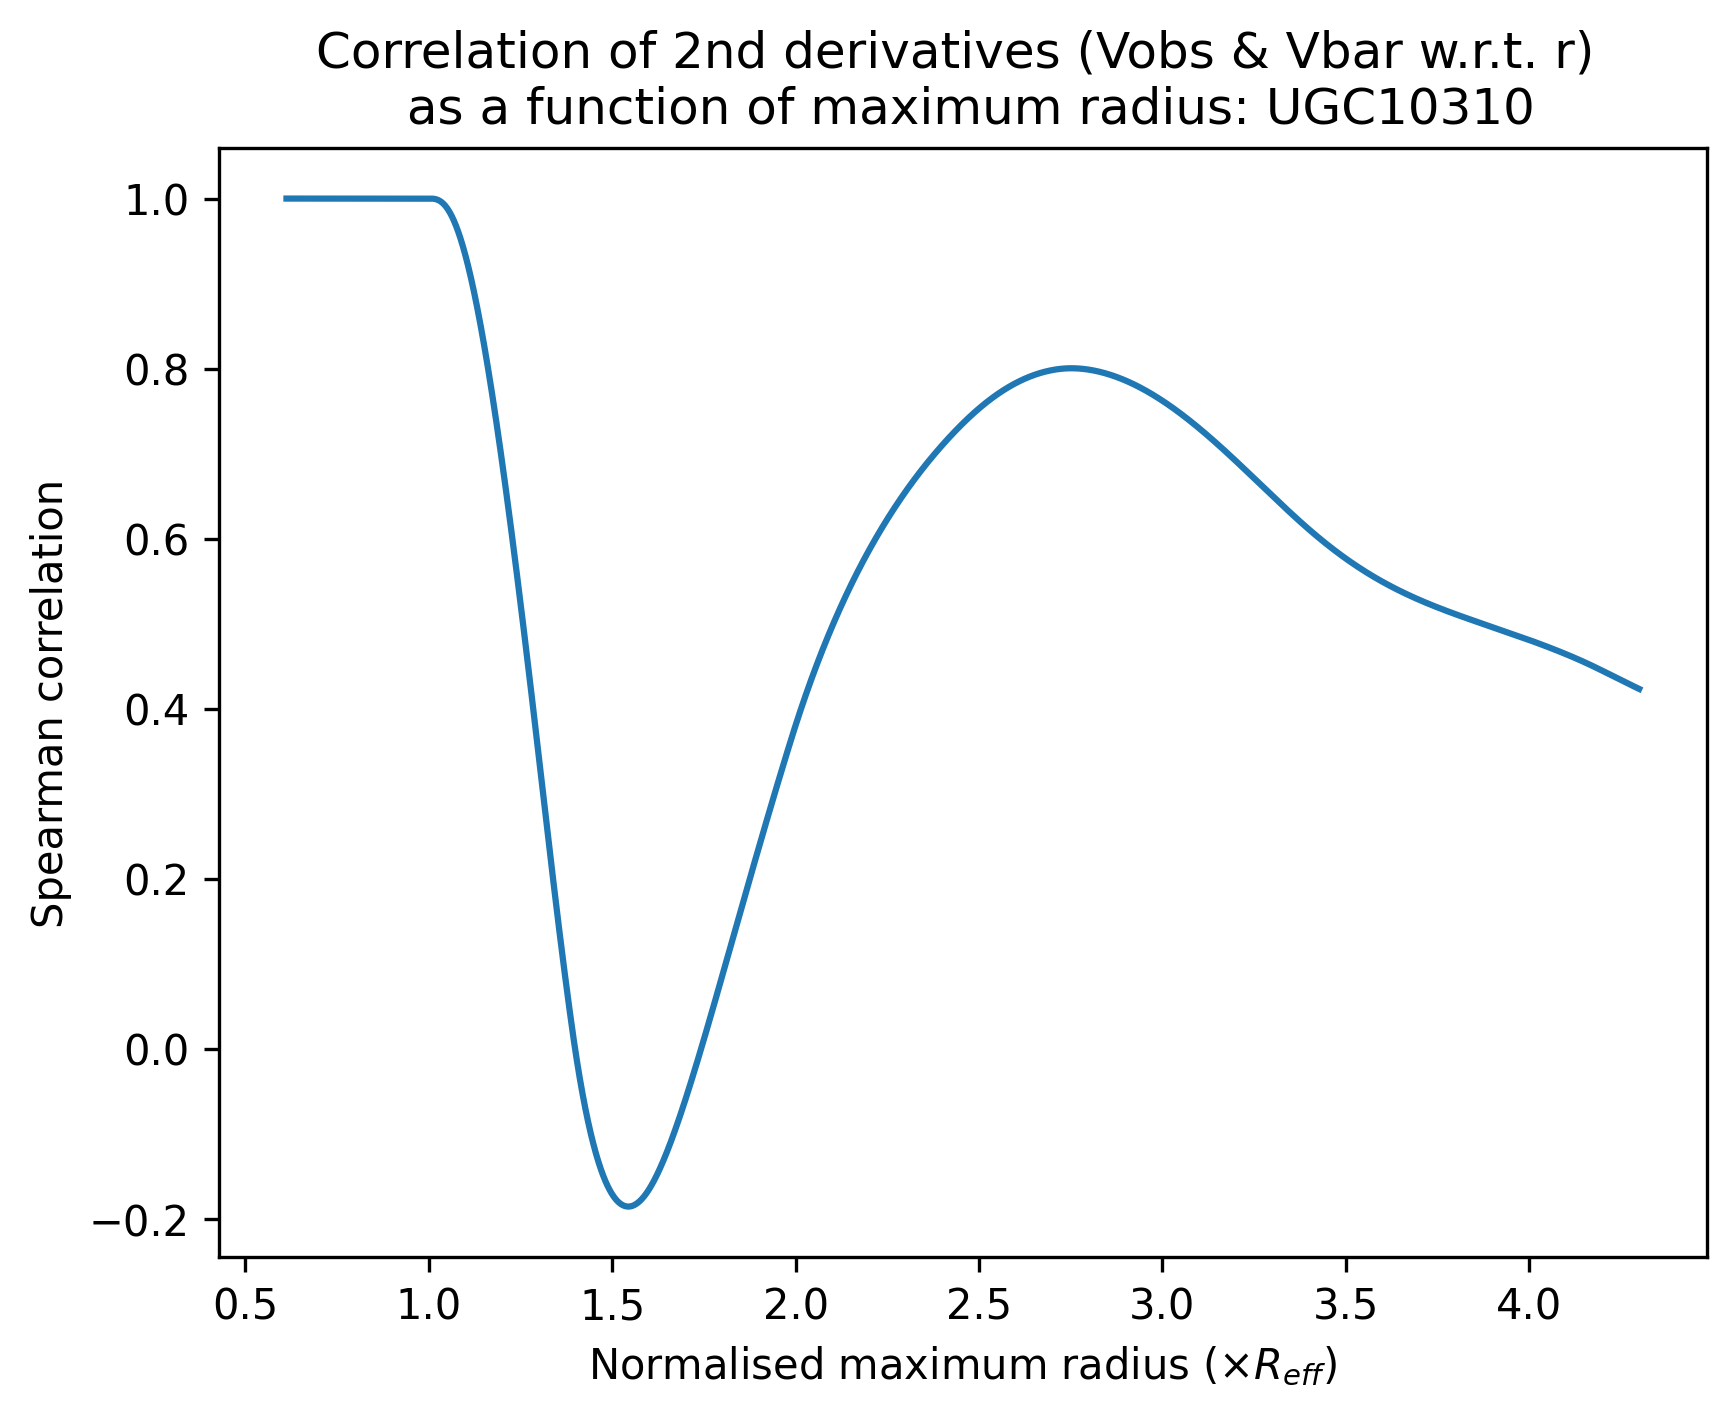 Correlation of 2nd derivatives (Vobs & Vbar w.r.t. r)
as a function of maximum radius: UGC10310
Spearman correlation
1.0
0.8
0.6
0.4
0.2
0.0
−0.2
0.5 1.0 1.5 2.0 2.5 3.0 3.5 4.0
Normalised maximum radius (×R_eff)